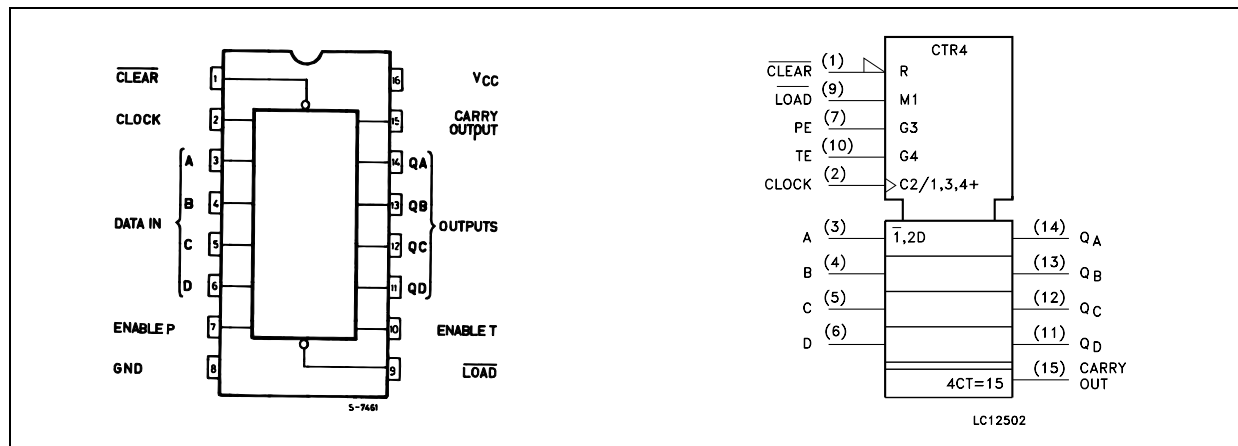 CLEAR 1 16 VCC
CLOCK 2 15 CARRY OUTPUT
A 3 14 QA
B 4 13 QB
DATA IN OUTPUTS
C 5 12 QC
D 6 11 QD
ENABLE P 7 10 ENABLE T
GND 8 9 LOAD
S-7461
CTR4
CLEAR (1) R
LOAD (9) M1
PE (7) G3
TE (10) G4
CLOCK (2) C2/1,3,4+
A (3) 1,2D (14) QA
B (4) (13) QB
C (5) (12) QC
D (6) (11) QD
4CT=15 (15) CARRY OUT
LC12502